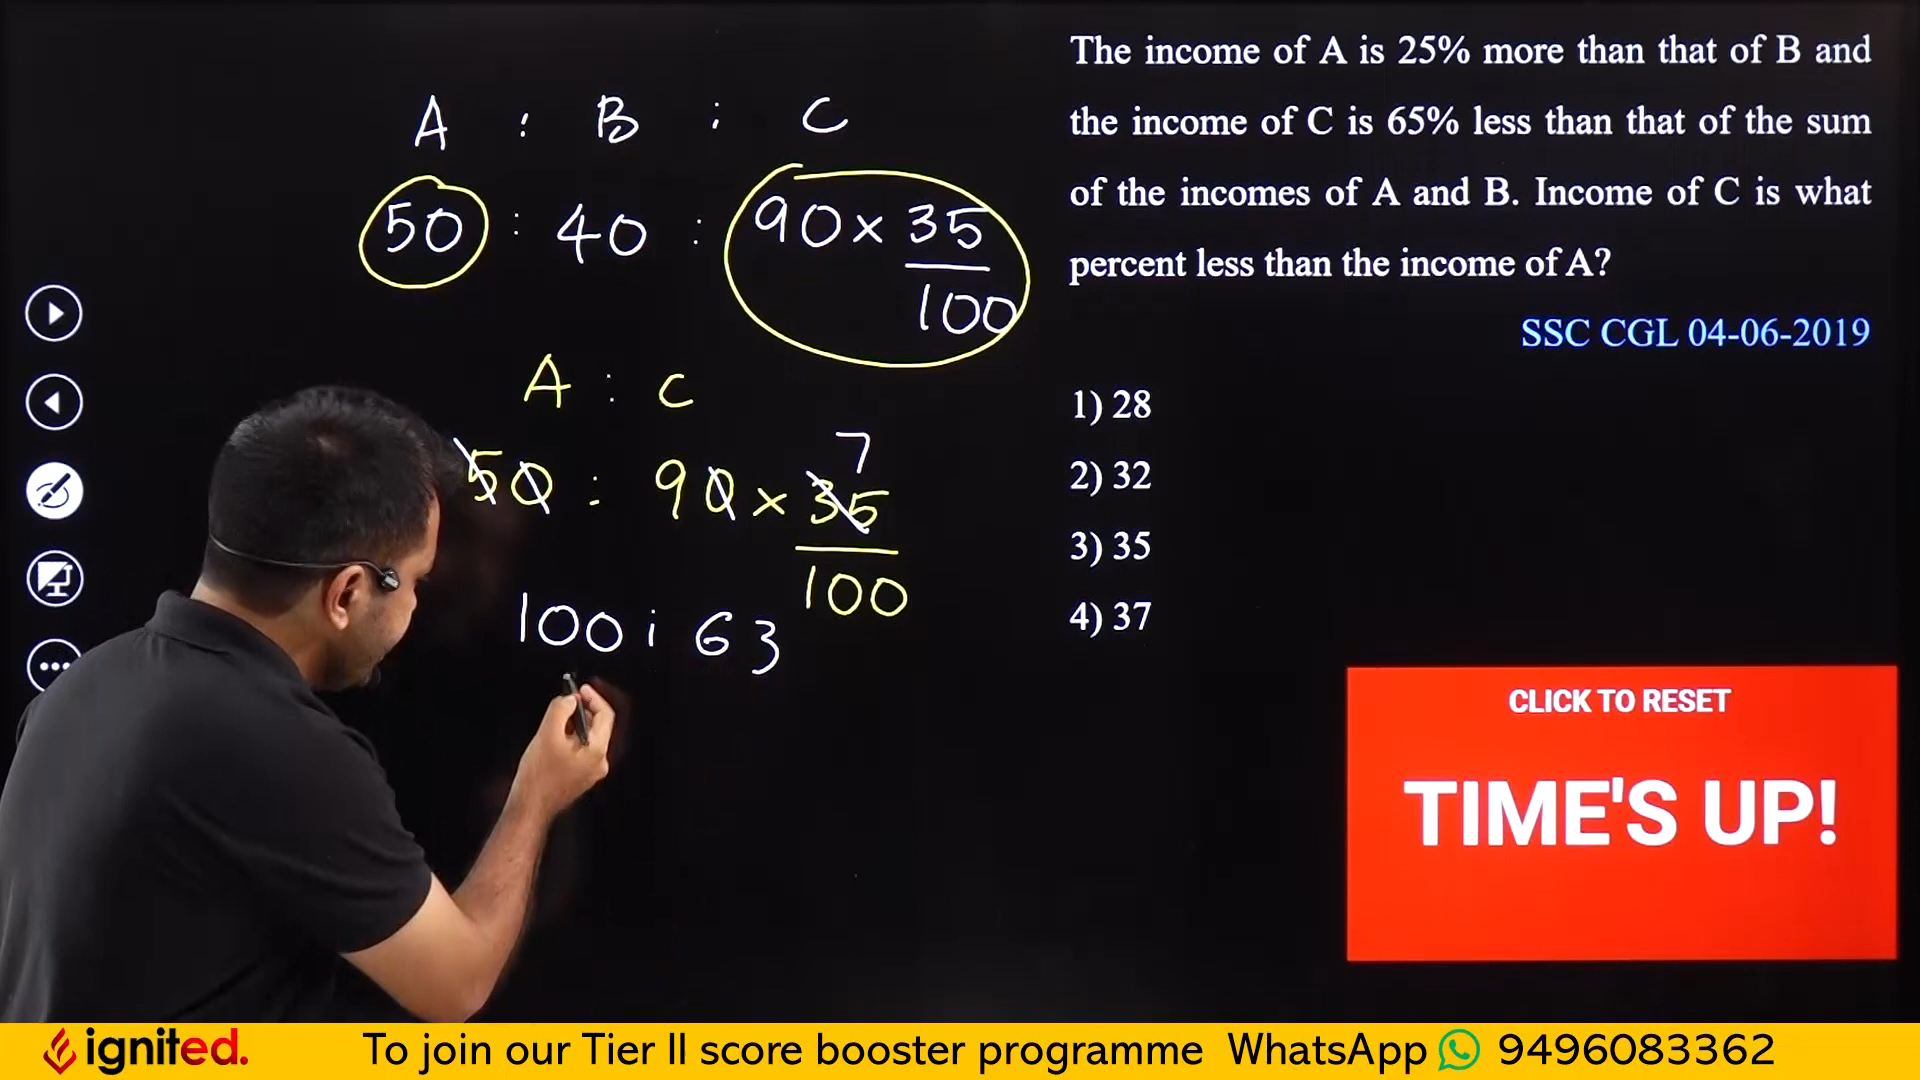 A : B : C
50 : 40 : 90 × 35
100
A : C
7
50 : 90 × 35
100
100 : 63
The income of A is 25% more than that of B and
the income of C is 65% less than that of the sum
of the incomes of A and B. Income of C is what
percent less than the income of A?
SSC CGL 04-06-2019
1) 28
2) 32
3) 35
4) 37
CLICK TO RESET
TIME'S UP!
ignited.
To join our Tier II score booster programme WhatsApp 9496083362